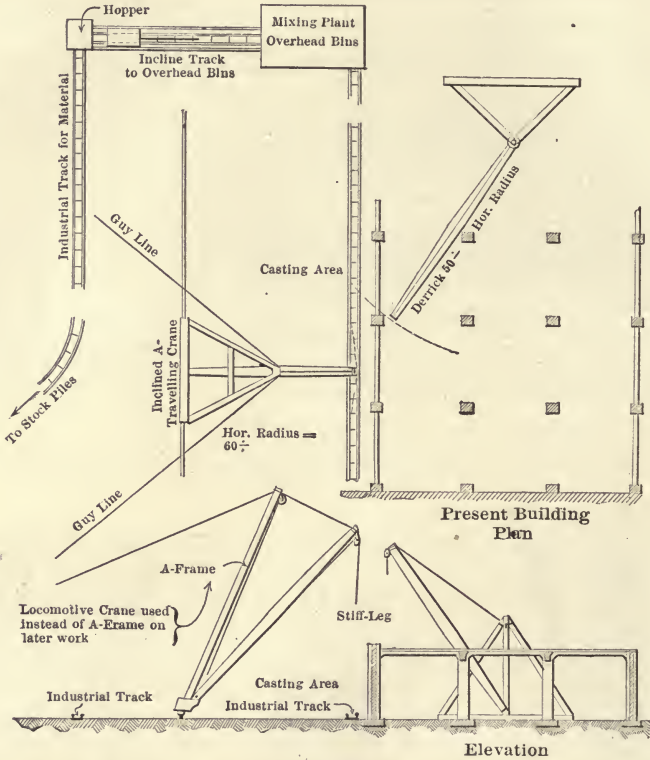 Hopper
Mixing Plant
Overhead Bins
Incline Track
to Overhead Bins
Industrial Track for Material
Guy Line
Casting Area
Derrick 50 ÷ Hor. Radius
Inclined A-
Travelling Crane
To Stock Piles
Hor. Radius =
60 ÷
Guy Line
Present Building
Plan
A-Frame
Locomotive Crane used
instead of A-Frame on
later work
Stiff-Leg
Industrial Track
Casting Area
Industrial Track
Elevation